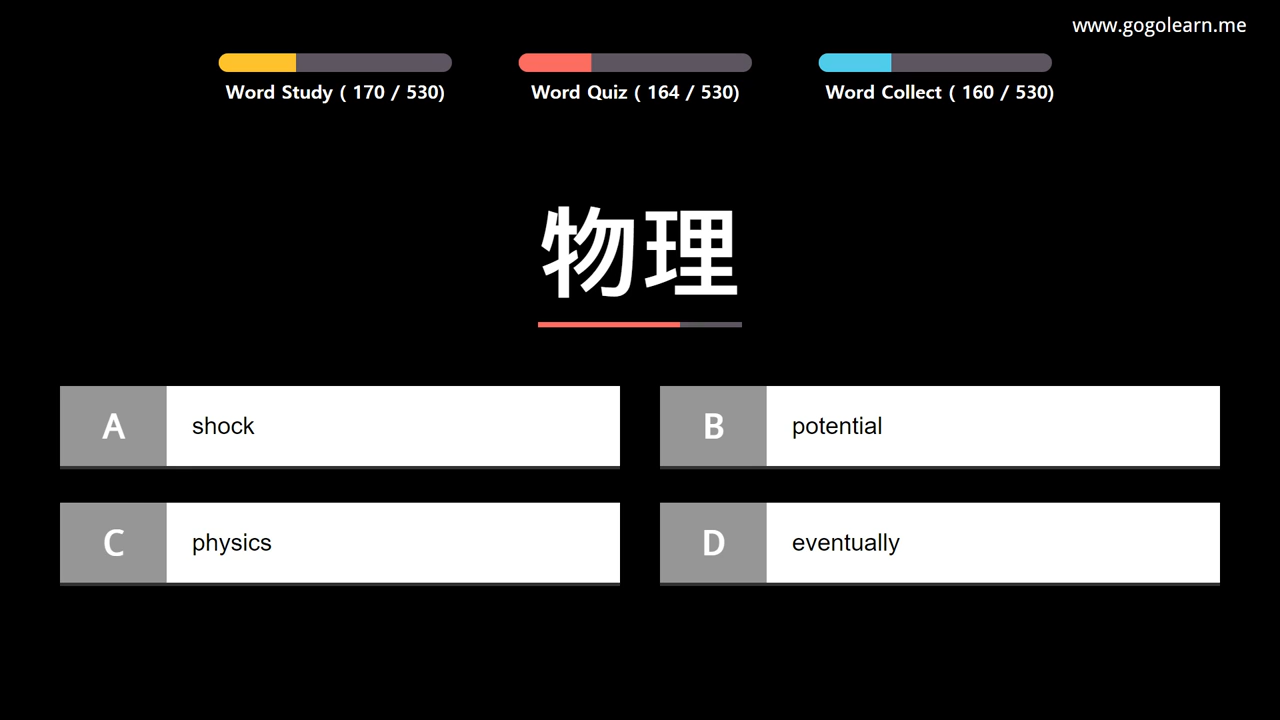 www.gogolearn.me
Word Study ( 170 / 530)
Word Quiz ( 164 / 530)
Word Collect ( 160 / 530)
物理
A shock
B potential
C physics
D eventually